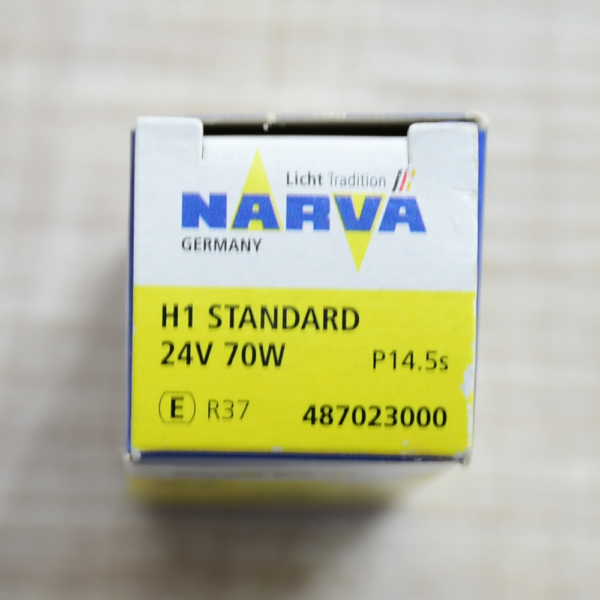 Licht Tradition
NARVA
GERMANY
H1 STANDARD
24V 70W P14.5s
E R37 487023000